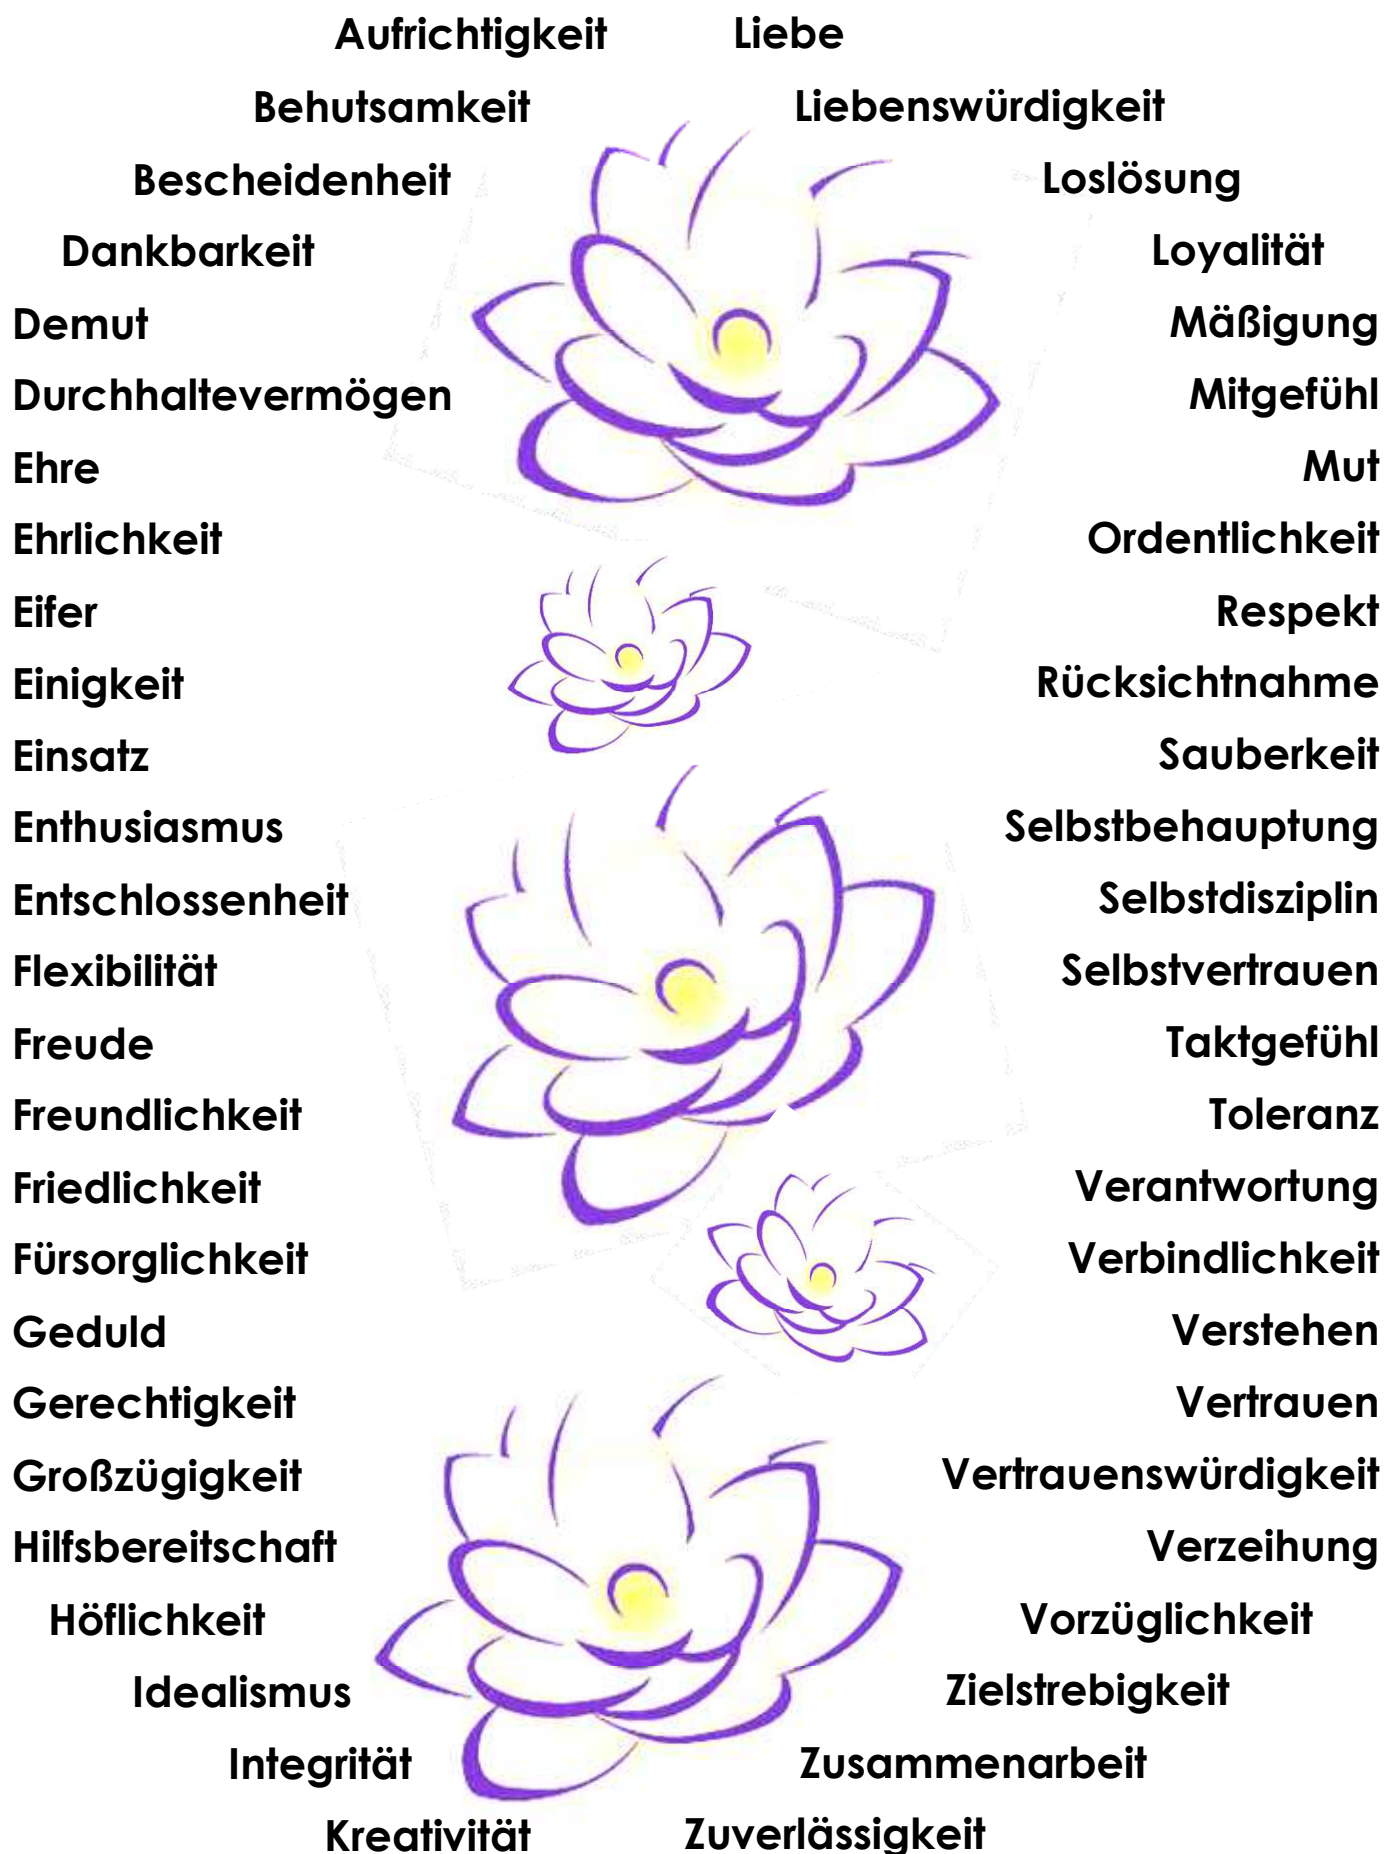 Aufrichtigkeit
Behutsamkeit
Bescheidenheit
Dankbarkeit
Demut
Durchhaltevermögen
Ehre
Ehrlichkeit
Eifer
Einigkeit
Einsatz
Enthusiasmus
Entschlossenheit
Flexibilität
Freude
Freundlichkeit
Friedlichkeit
Fürsorglichkeit
Geduld
Gerechtigkeit
Großzügigkeit
Hilfsbereitschaft
Höflichkeit
Idealismus
Integrität
Kreativität
Liebe
Liebenswürdigkeit
Loslösung
Loyalität
Mäßigung
Mitgefühl
Mut
Ordentlichkeit
Respekt
Rücksichtnahme
Sauberkeit
Selbstbehauptung
Selbstdisziplin
Selbstvertrauen
Taktgefühl
Toleranz
Verantwortung
Verbindlichkeit
Verstehen
Vertrauen
Vertrauenswürdigkeit
Verzeihung
Vorzüglichkeit
Zielstrebigkeit
Zusammenarbeit
Zuverlässigkeit